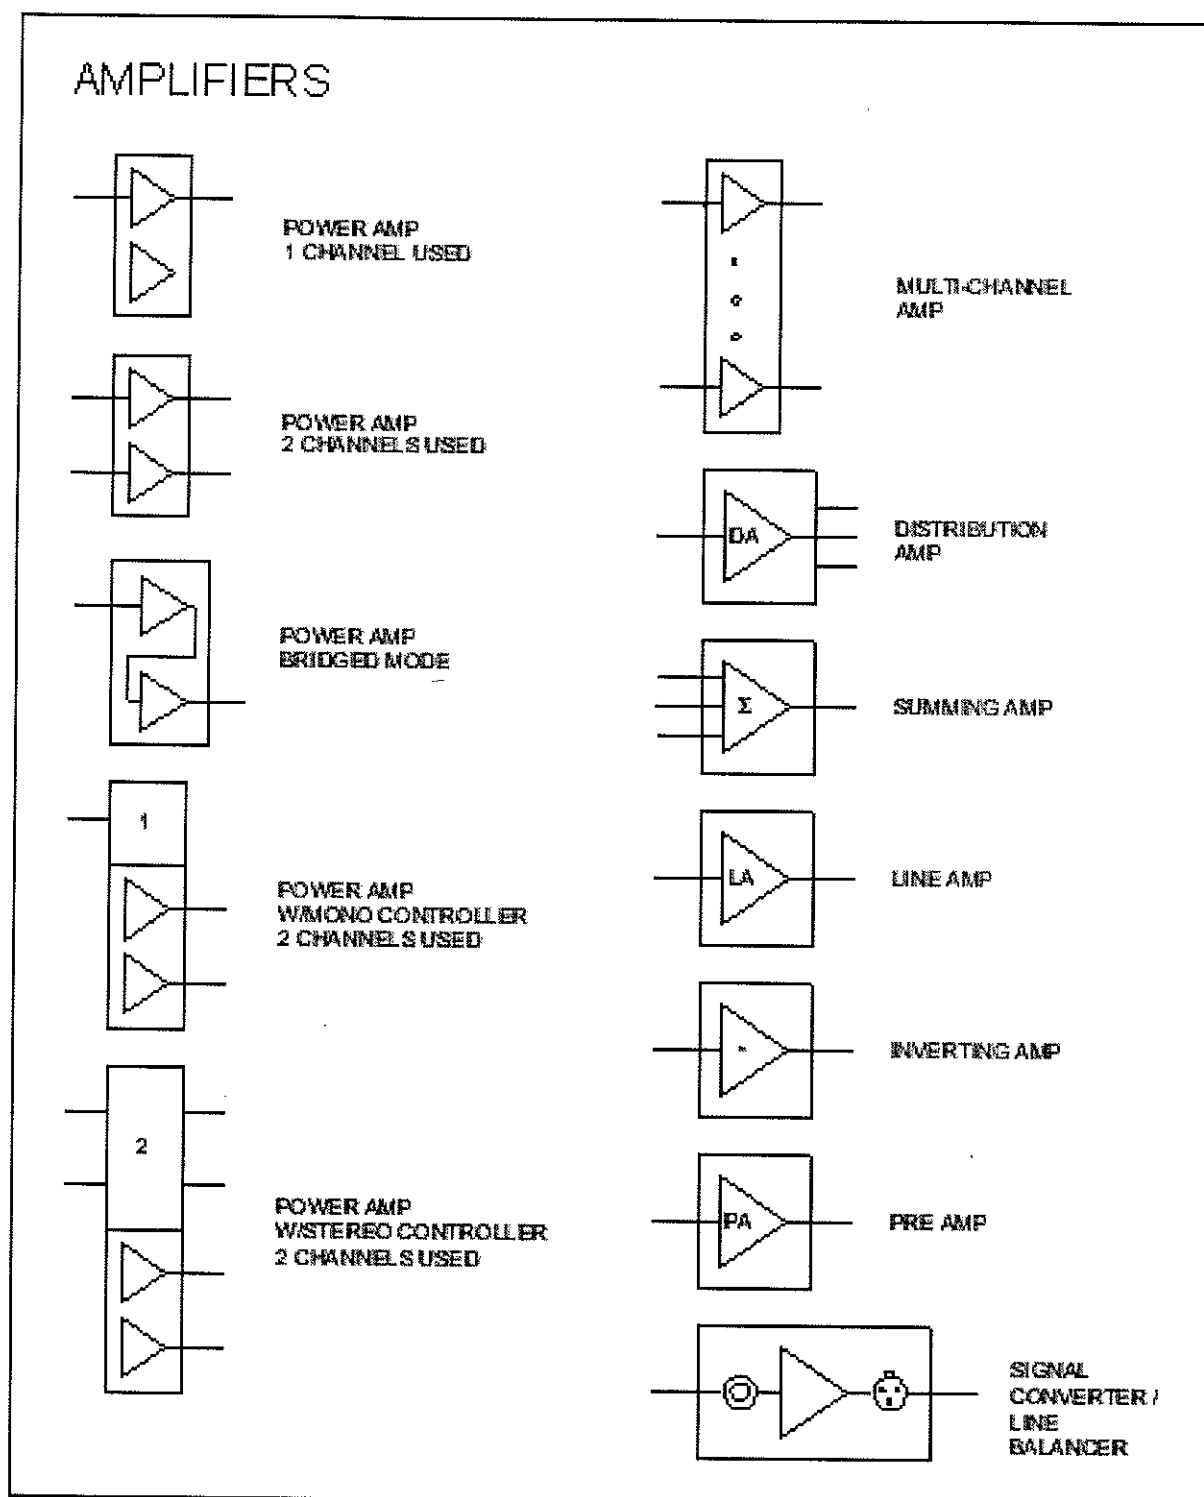 AMPLIFIERS
POWER AMP
1 CHANNEL USED
POWER AMP
2 CHANNELS USED
POWER AMP
BRIDGED MODE
1
POWER AMP
W/MONO CONTROLLER
2 CHANNELS USED
2
POWER AMP
W/STEREO CONTROLLER
2 CHANNELS USED
MULTI-CHANNEL
AMP
DA
DISTRIBUTION
AMP
Σ
SUMMING AMP
LA
LINE AMP
-
INVERTING AMP
PA
PRE AMP
SIGNAL
CONVERTER /
LINE
BALANCER